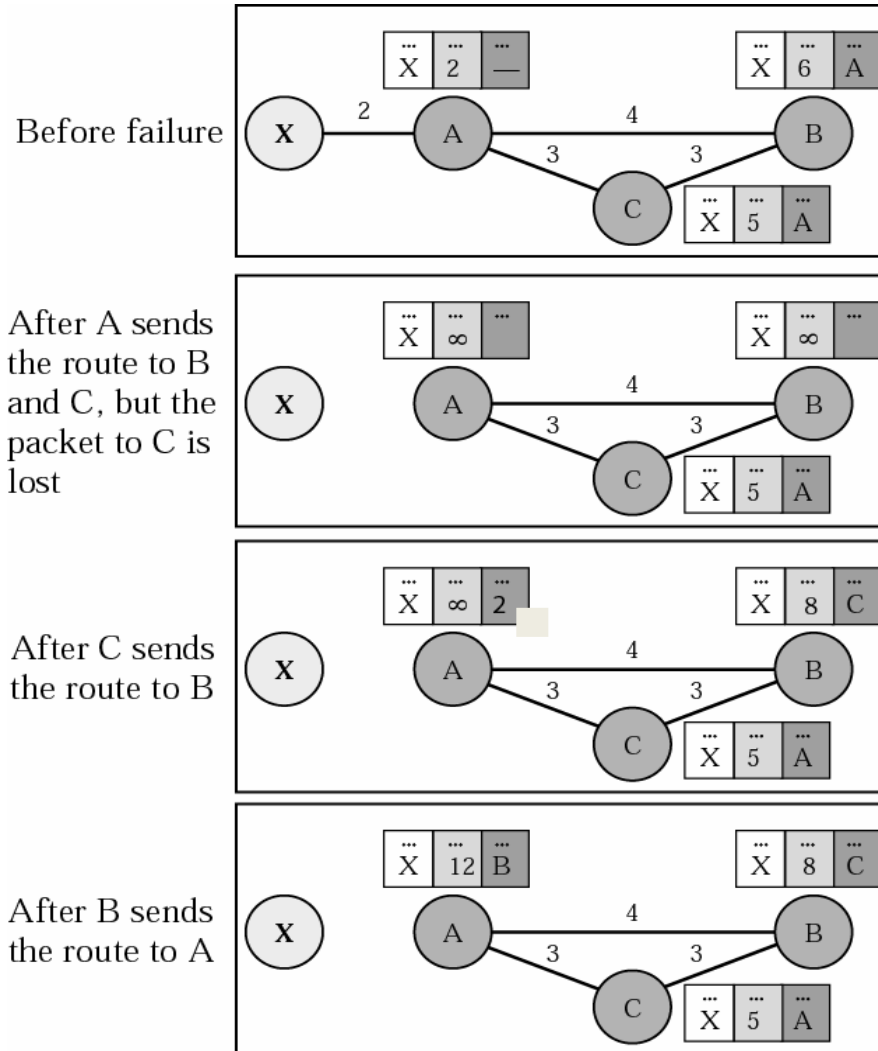 ... ... ...
X 2 —
... ... ...
X 6 A
Before failure
X
2
A
4
B
3
3
C
... ... ...
X 5 A
After A sends
the route to B
and C, but the
packet to C is
lost
... ... ...
X ∞
... ... ...
X ∞
X
A
4
B
3
3
C
... ... ...
X 5 A
After C sends
the route to B
... ... ...
X ∞ 2
... ... ...
X 8 C
X
A
4
B
3
3
C
... ... ...
X 5 A
After B sends
the route to A
... ... ...
X 12 B
... ... ...
X 8 C
X
A
4
B
3
3
C
... ... ...
X 5 A